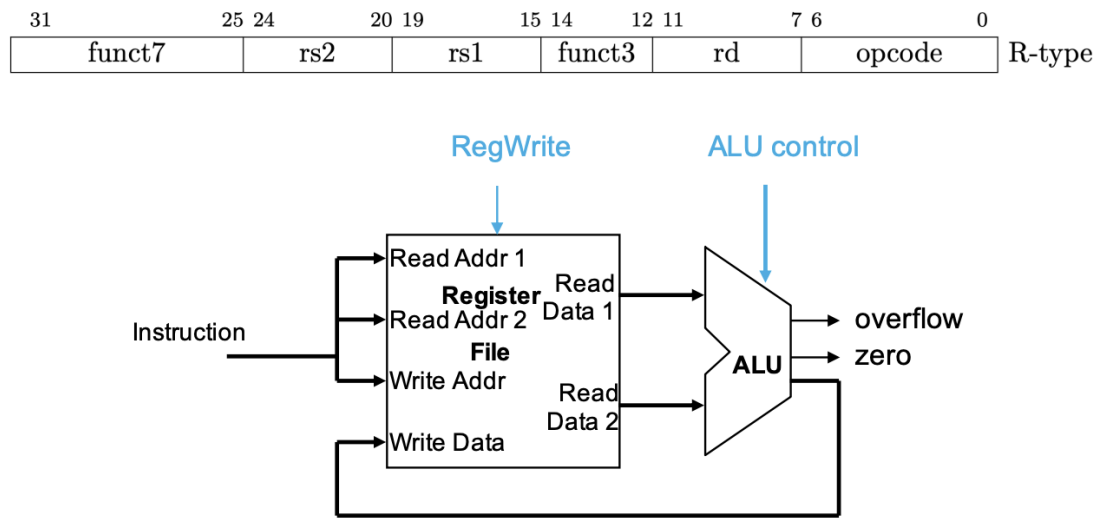 31 25 24 20 19 15 14 12 11 7 6 0
funct7 rs2 rs1 funct3 rd opcode R-type
RegWrite ALU control
Read Addr 1
Register
Read Addr 2
File
Write Addr
Write Data
Read
Data 1
Read
Data 2
Instruction
ALU
overflow
zero